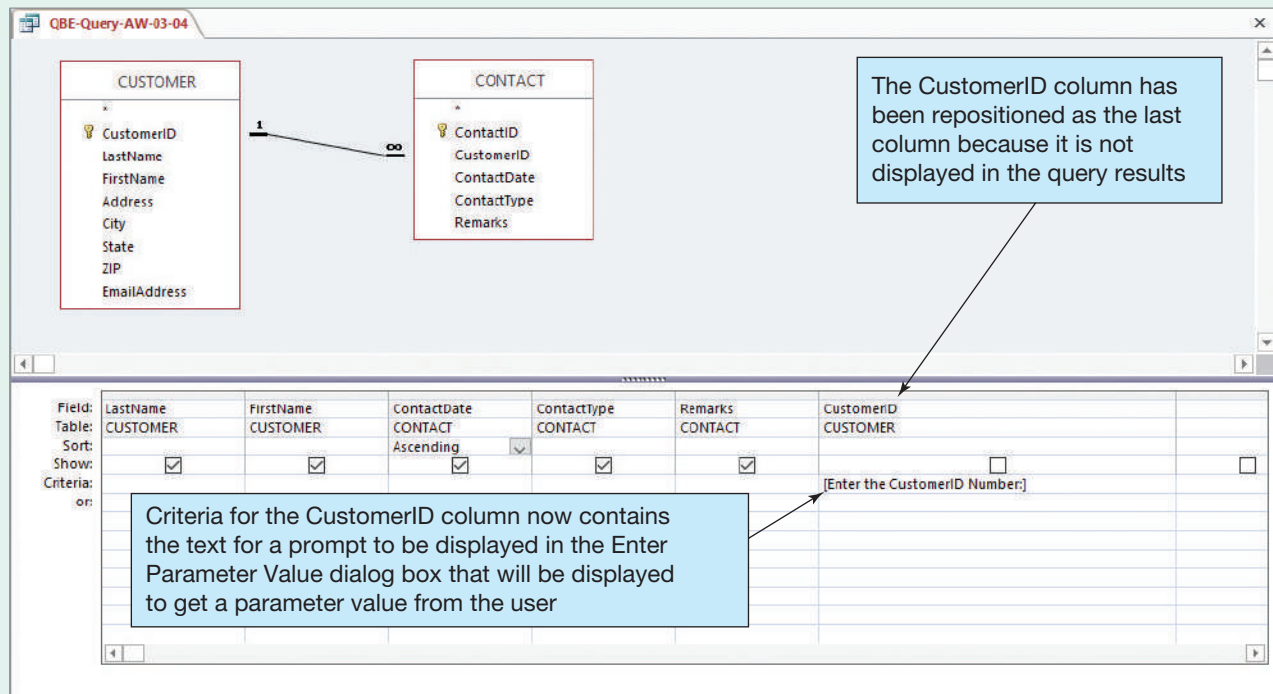 QBE-Query-AW-03-04
CUSTOMER
*
CustomerID
LastName
FirstName
Address
City
State
ZIP
EmailAddress
1
∞
CONTACT
*
ContactID
CustomerID
ContactDate
ContactType
Remarks
The CustomerID column has
been repositioned as the last
column because it is not
displayed in the query results
Field: LastName FirstName ContactDate ContactType Remarks CustomerID
Table: CUSTOMER CUSTOMER CONTACT CONTACT CONTACT CUSTOMER
Sort: Ascending
Show:
Criteria: [Enter the CustomerID Number:]
or:
Criteria for the CustomerID column now contains
the text for a prompt to be displayed in the Enter
Parameter Value dialog box that will be displayed
to get a parameter value from the user